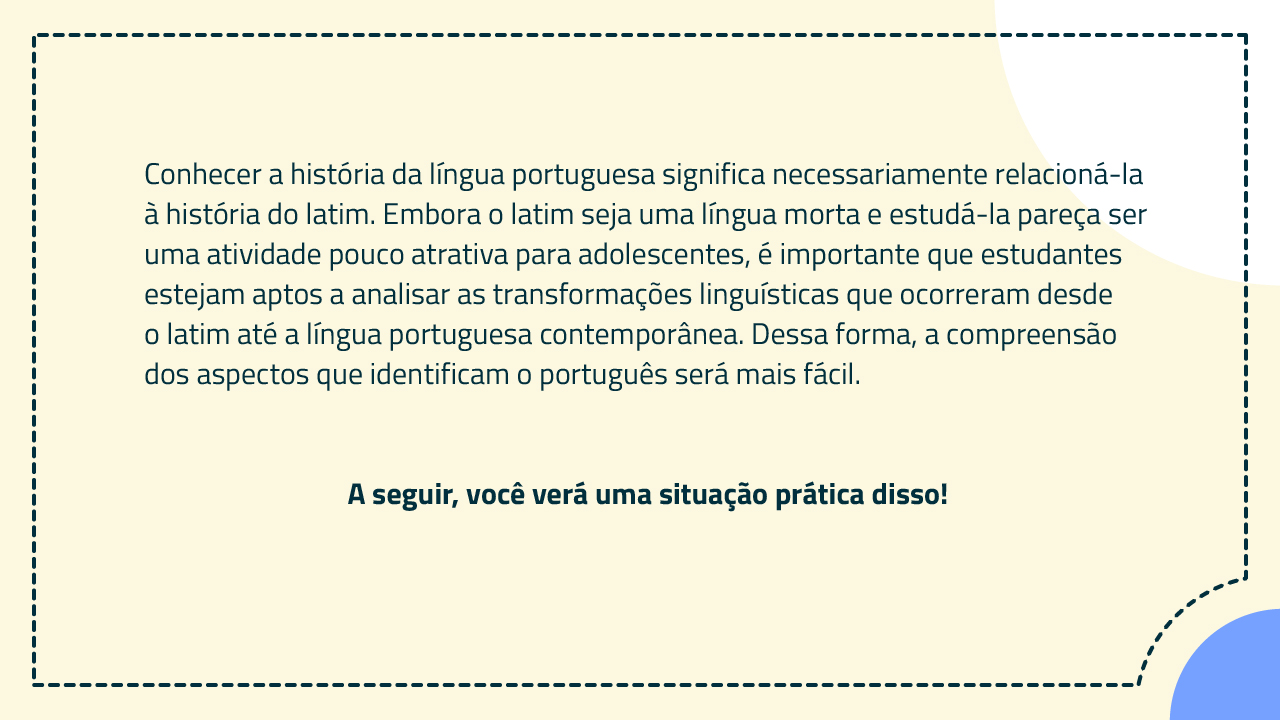 Conhecer a história da língua portuguesa significa necessariamente relacioná-la
à história do latim. Embora o latim seja uma língua morta e estudá-la pareça ser
uma atividade pouco atrativa para adolescentes, é importante que estudantes
estejam aptos a analisar as transformações linguísticas que ocorreram desde
o latim até a língua portuguesa contemporânea. Dessa forma, a compreensão
dos aspectos que identificam o português será mais fácil.
A seguir, você verá uma situação prática disso!